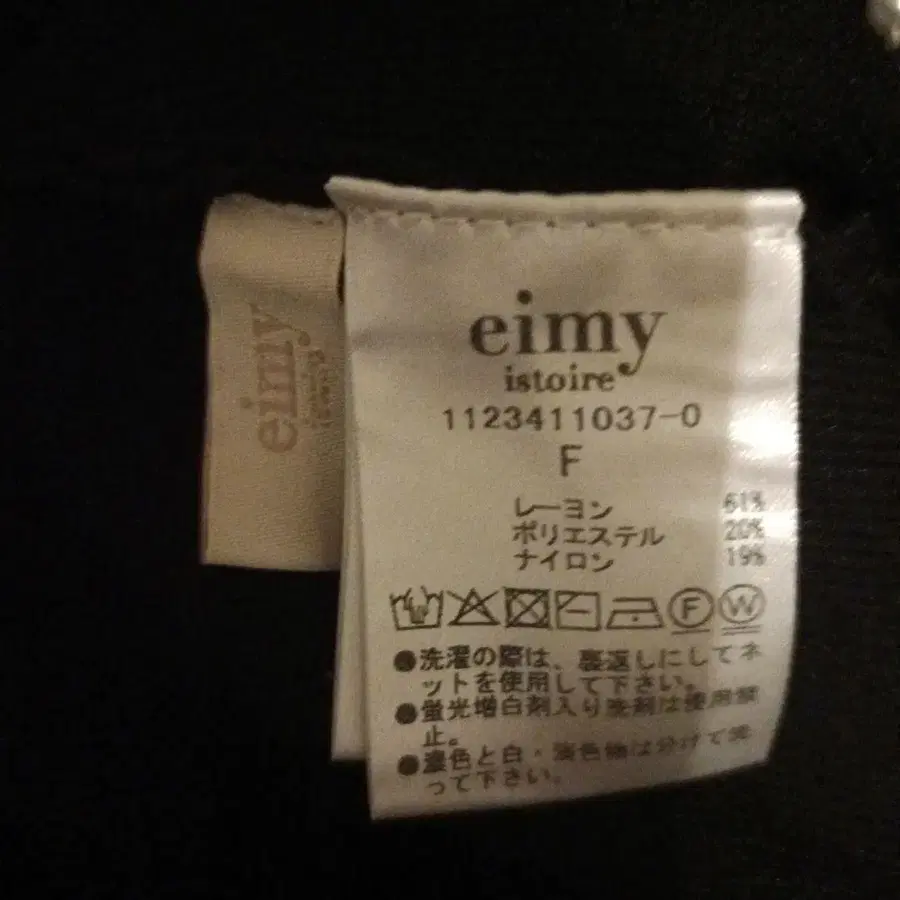 eimy
eimy
istoire
1123411037-0
F
レーヨン 61%
ポリエステル 20%
ナイロン 19%
F W
●洗濯の際は、裏返しにしてネ
ットを使用して下さい。
●蛍光増白剤入り洗剤は使用禁
止。
●濃色と白・淡色物は分けて洗
って下さい。